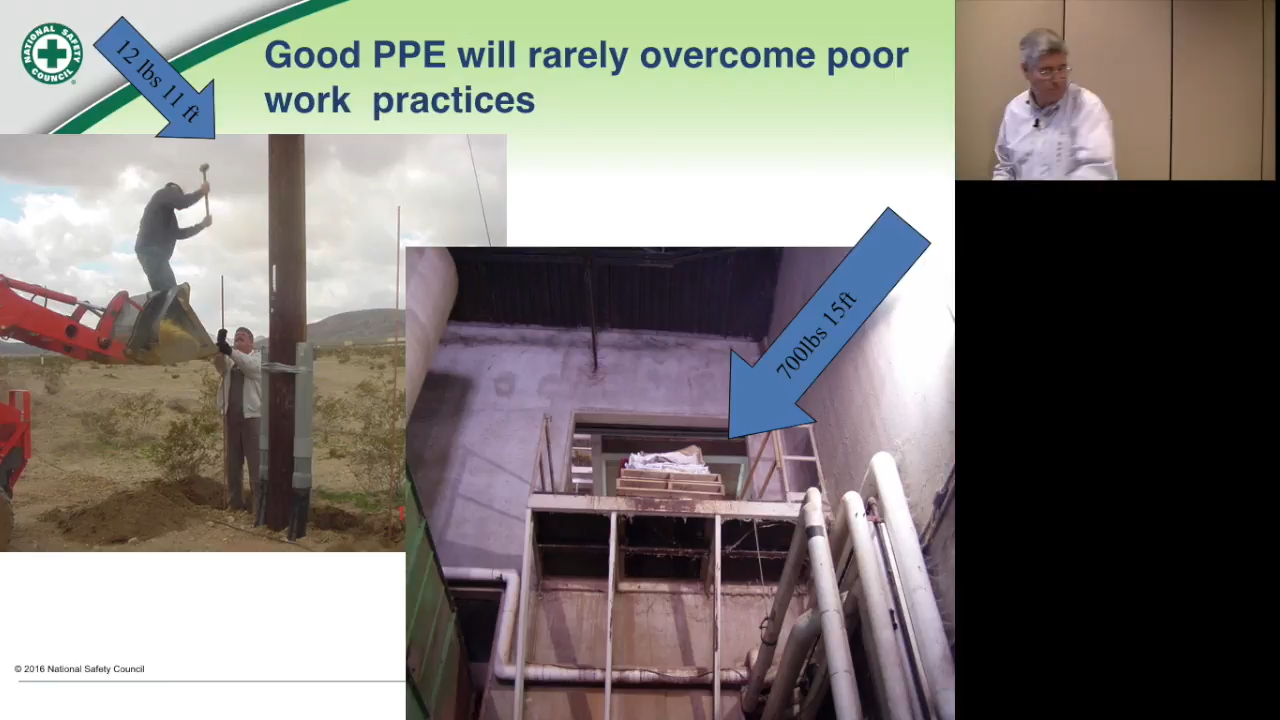 NATIONAL SAFETY COUNCIL
12 lbs 11 ft
Good PPE will rarely overcome poor
work practices
700lbs 15ft
© 2016 National Safety Council